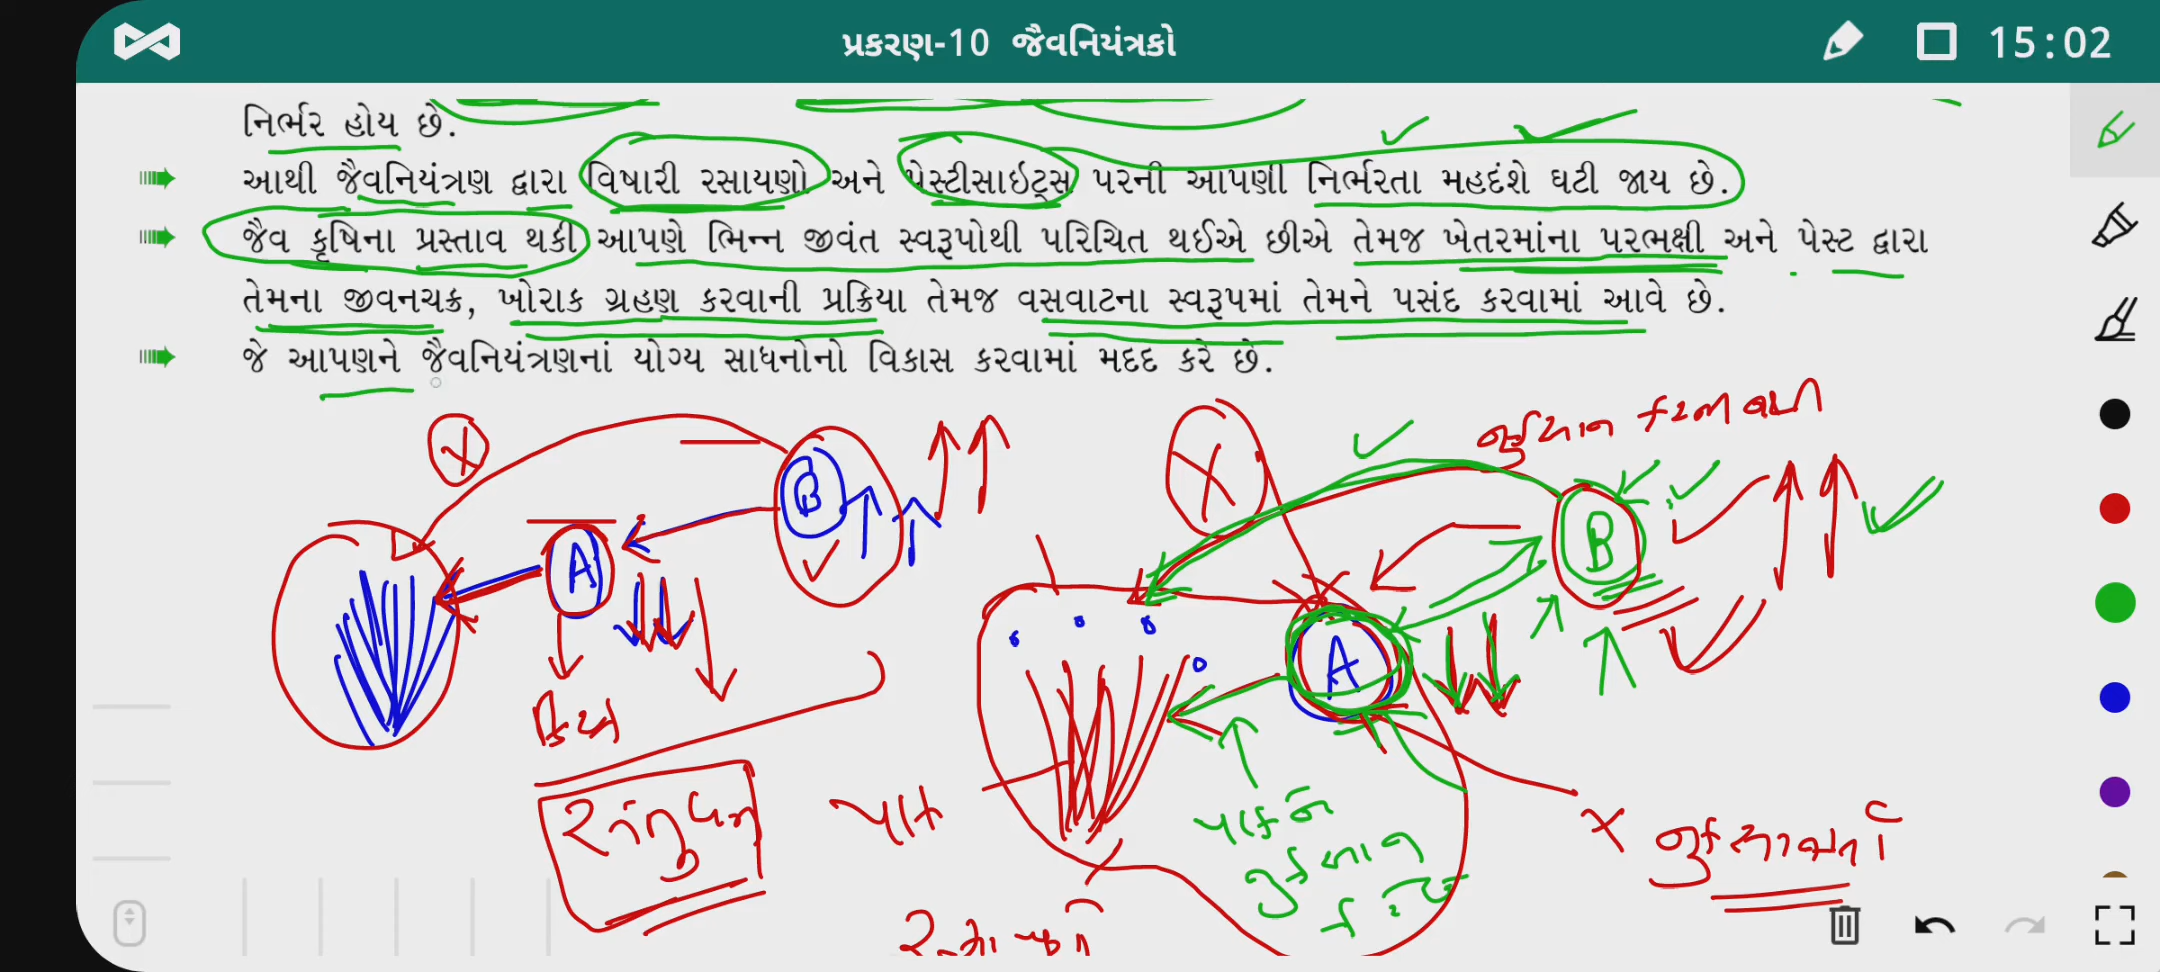 પ્રકરણ-10 જૈવનિયંત્રકો
15:02
નિર્ભર હોય છે.
આથી જૈવનિયંત્રણ દ્વારા વિષારી રસાયણો અને પેસ્ટીસાઇટ્સ પરની આપણી નિર્ભરતા મહદંશે ઘટી જાય છે.
જૈવ કૃષિના પ્રસ્તાવ થકી આપણે ભિન્ન જીવંત સ્વરૂપોથી પરિચિત થઈએ છીએ તેમજ ખેતરમાંના પરભક્ષી અને પેસ્ટ દ્વારા
તેમના જીવનચક્ર, ખોરાક ગ્રહણ કરવાની પ્રક્રિયા તેમજ વસવાટના સ્વરૂપમાં તેમને પસંદ કરવામાં આવે છે.
જે આપણને જૈવનિયંત્રણનાં યોગ્ય સાધનોનો વિકાસ કરવામાં મદદ કરે છે.
X
B
A
X
B
A
પાક
X